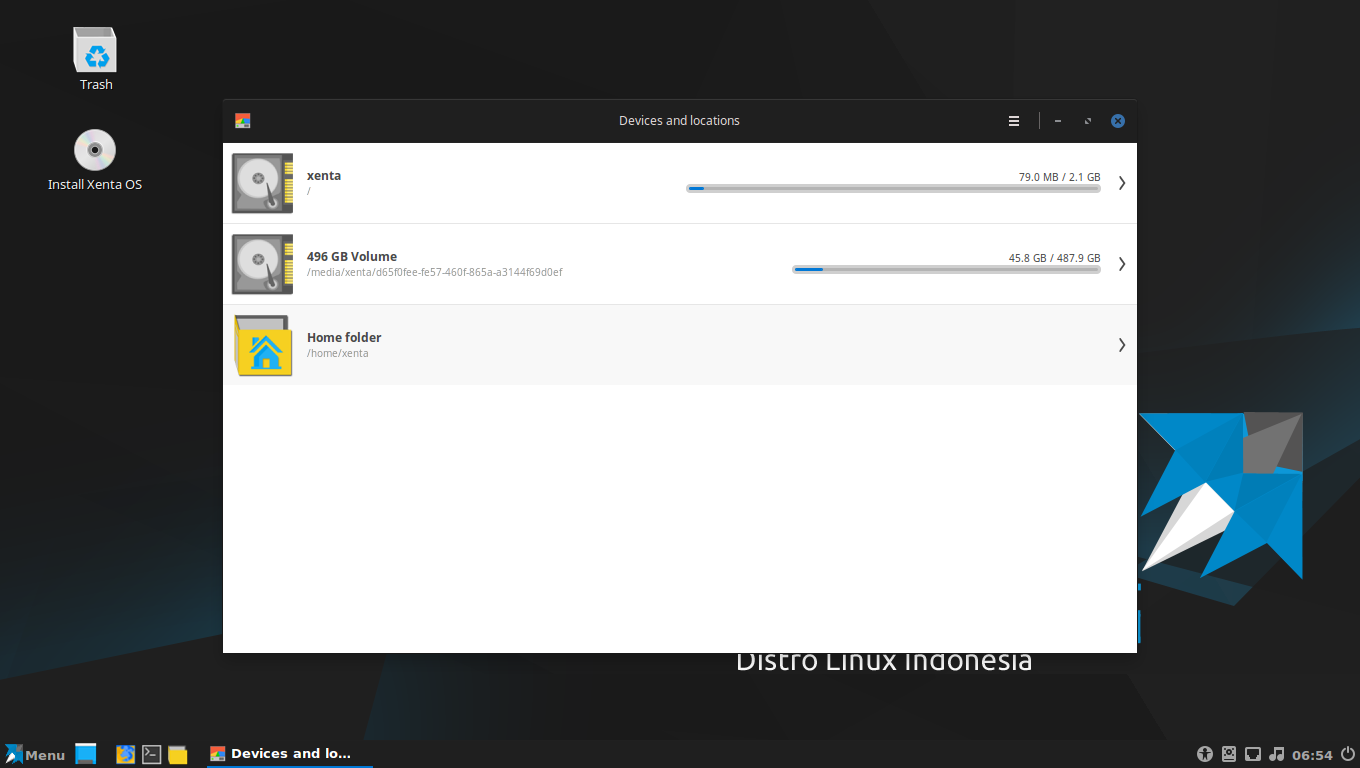 Trash
Install Xenta OS
Devices and locations
xenta
/
79.0 MB / 2.1 GB
496 GB Volume
/media/xenta/d65f0fee-fe57-460f-865a-a3144f69d0ef
45.8 GB / 487.9 GB
Home folder
/home/xenta
Distro Linux Indonesia
Menu
Devices and lo...
06:54